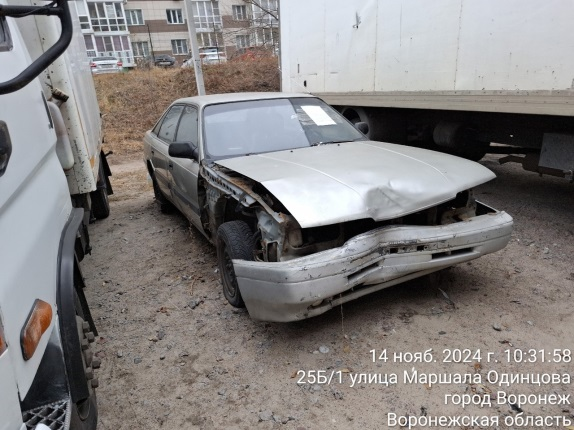 14 нояб. 2024 г. 10:31:58
25Б/1 улица Маршала Одинцова
город Воронеж
Воронежская область